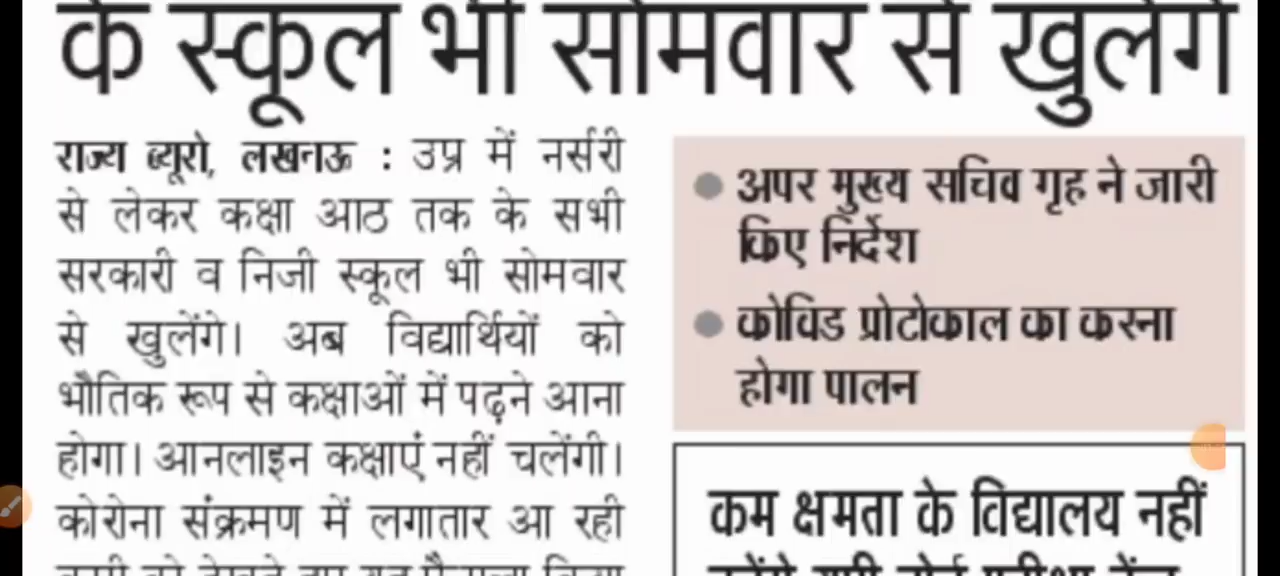 के स्कूल भी सोमवार से खुलेंगे
राज्य ब्यूरो, लखनऊ : उप्र में नर्सरी
से लेकर कक्षा आठ तक के सभी
सरकारी व निजी स्कूल भी सोमवार
से खुलेंगे। अब विद्यार्थियों को
भौतिक रूप से कक्षाओं में पढ़ने आना
होगा। आनलाइन कक्षाएं नहीं चलेंगी।
कोरोना संक्रमण में लगातार आ रही
अपर मुख्य सचिव गृह ने जारी
किए निर्देश
कोविड प्रोटोकाल का करना
होगा पालन
कम क्षमता के विद्यालय नहीं